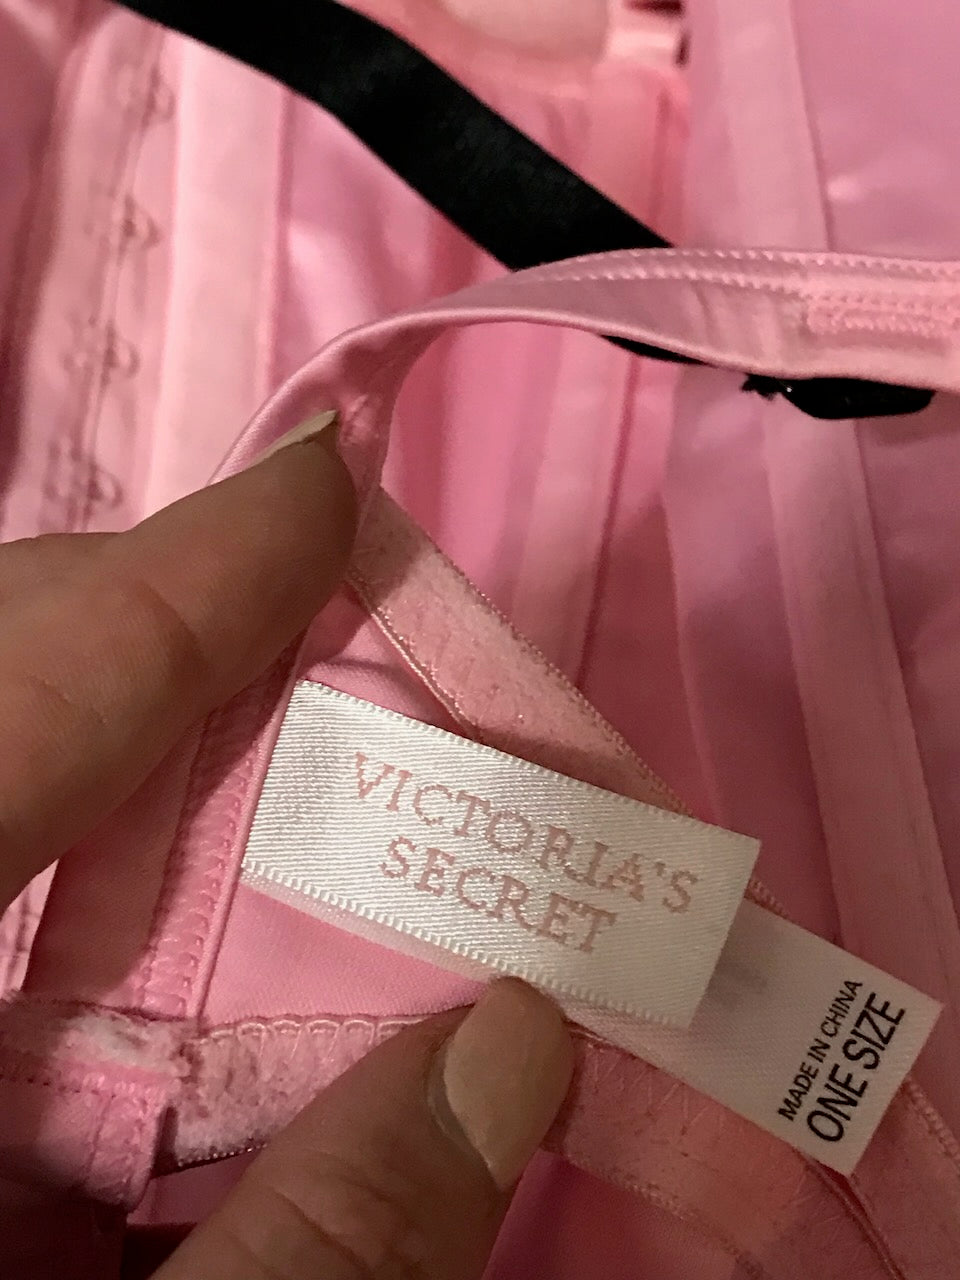 VICTORIA'S
SECRET
MADE IN CHINA
ONE SIZE